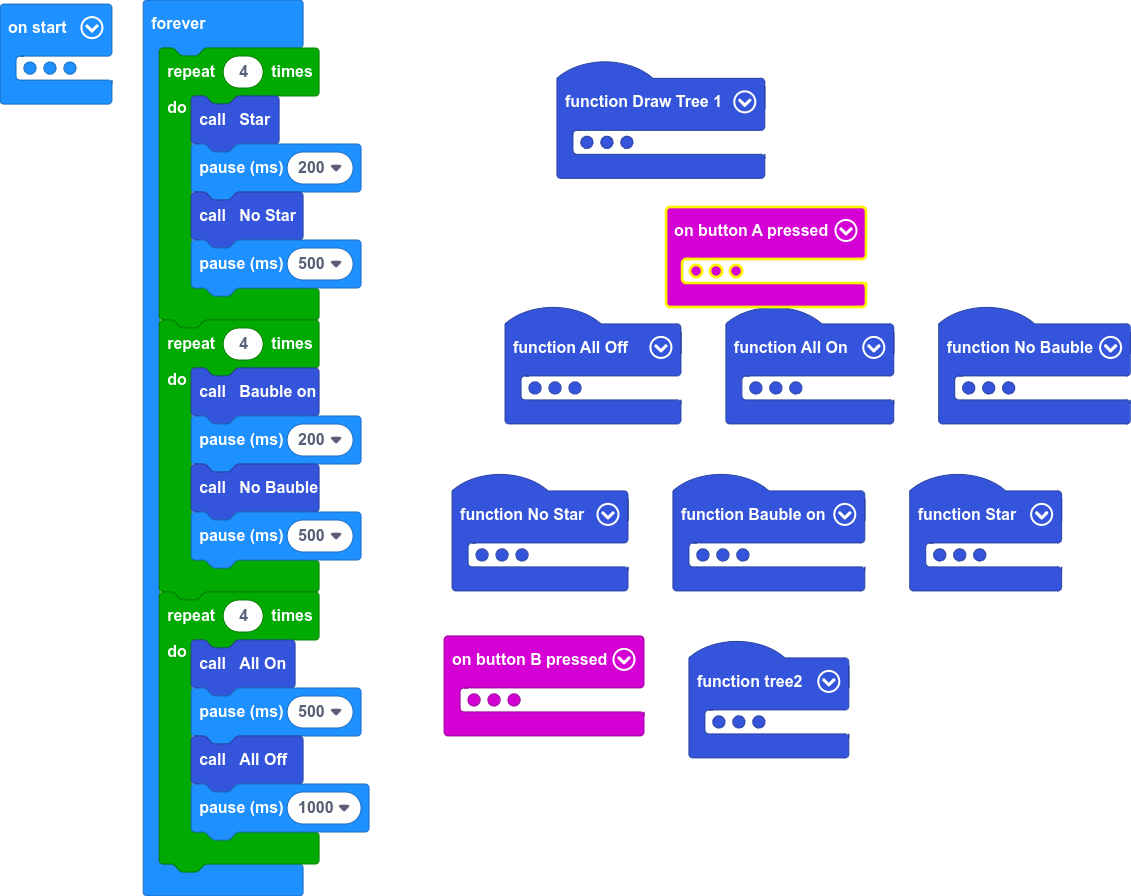 on start
forever
repeat 4 times
do
call Star
pause (ms) 200
call No Star
pause (ms) 500
repeat 4 times
do
call Bauble on
pause (ms) 200
call No Bauble
pause (ms) 500
repeat 4 times
do
call All On
pause (ms) 500
call All Off
pause (ms) 1000
function Draw Tree 1
on button A pressed
function All Off
function All On
function No Bauble
function No Star
function Bauble on
function Star
on button B pressed
function tree2